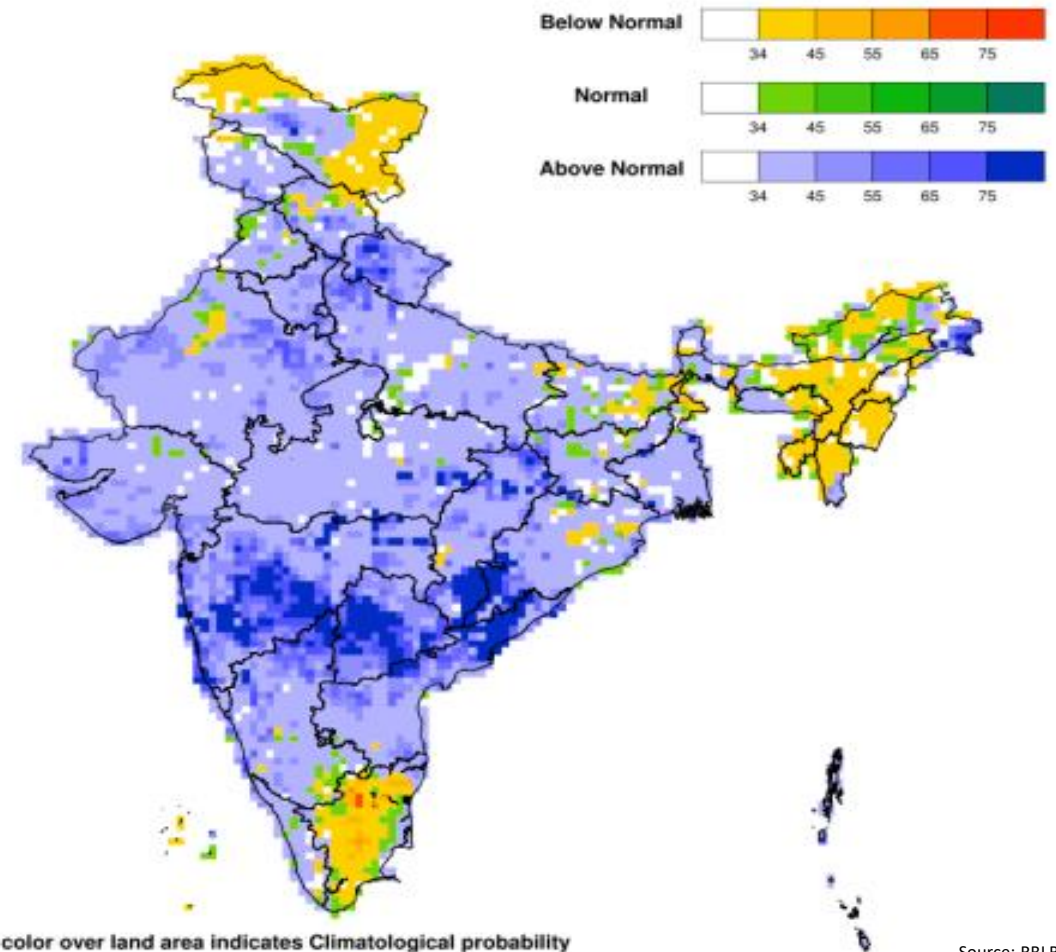 Below Normal
34 45 55 65 75
Normal
34 45 55 65 75
Above Normal
34 45 55 65 75
color over land area indicates Climatological probability
Source: